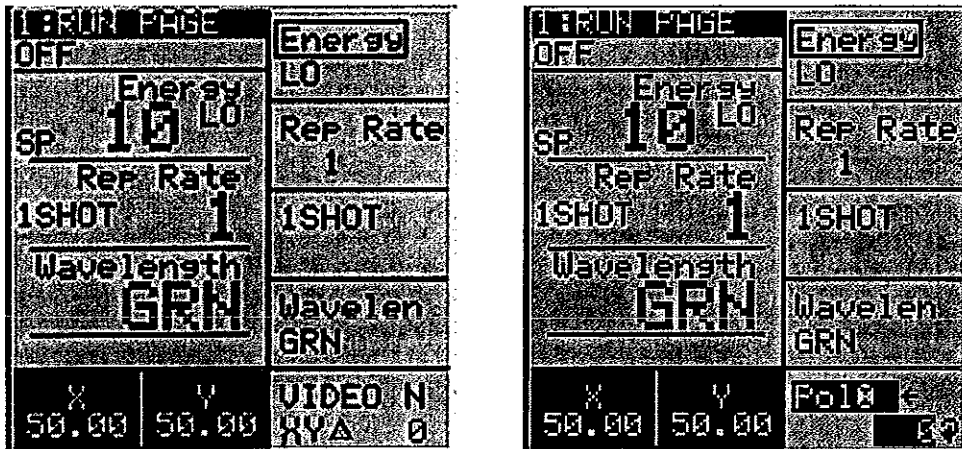 1:RUN PAGE
OFF
Energy
SP 10 LO
Rep Rate
1SHOT 1
Wavelength
GRN
X Y
50.00 50.00
Energy
LO
Rep Rate
1
1SHOT
Wavelen
GRN
VIDEO N
XY△ 0
1:RUN PAGE
OFF
Energy
SP 10 LO
Rep Rate
1SHOT 1
Wavelength
GRN
X Y
50.00 50.00
Energy
LO
Rep Rate
1
1SHOT
Wavelen
GRN